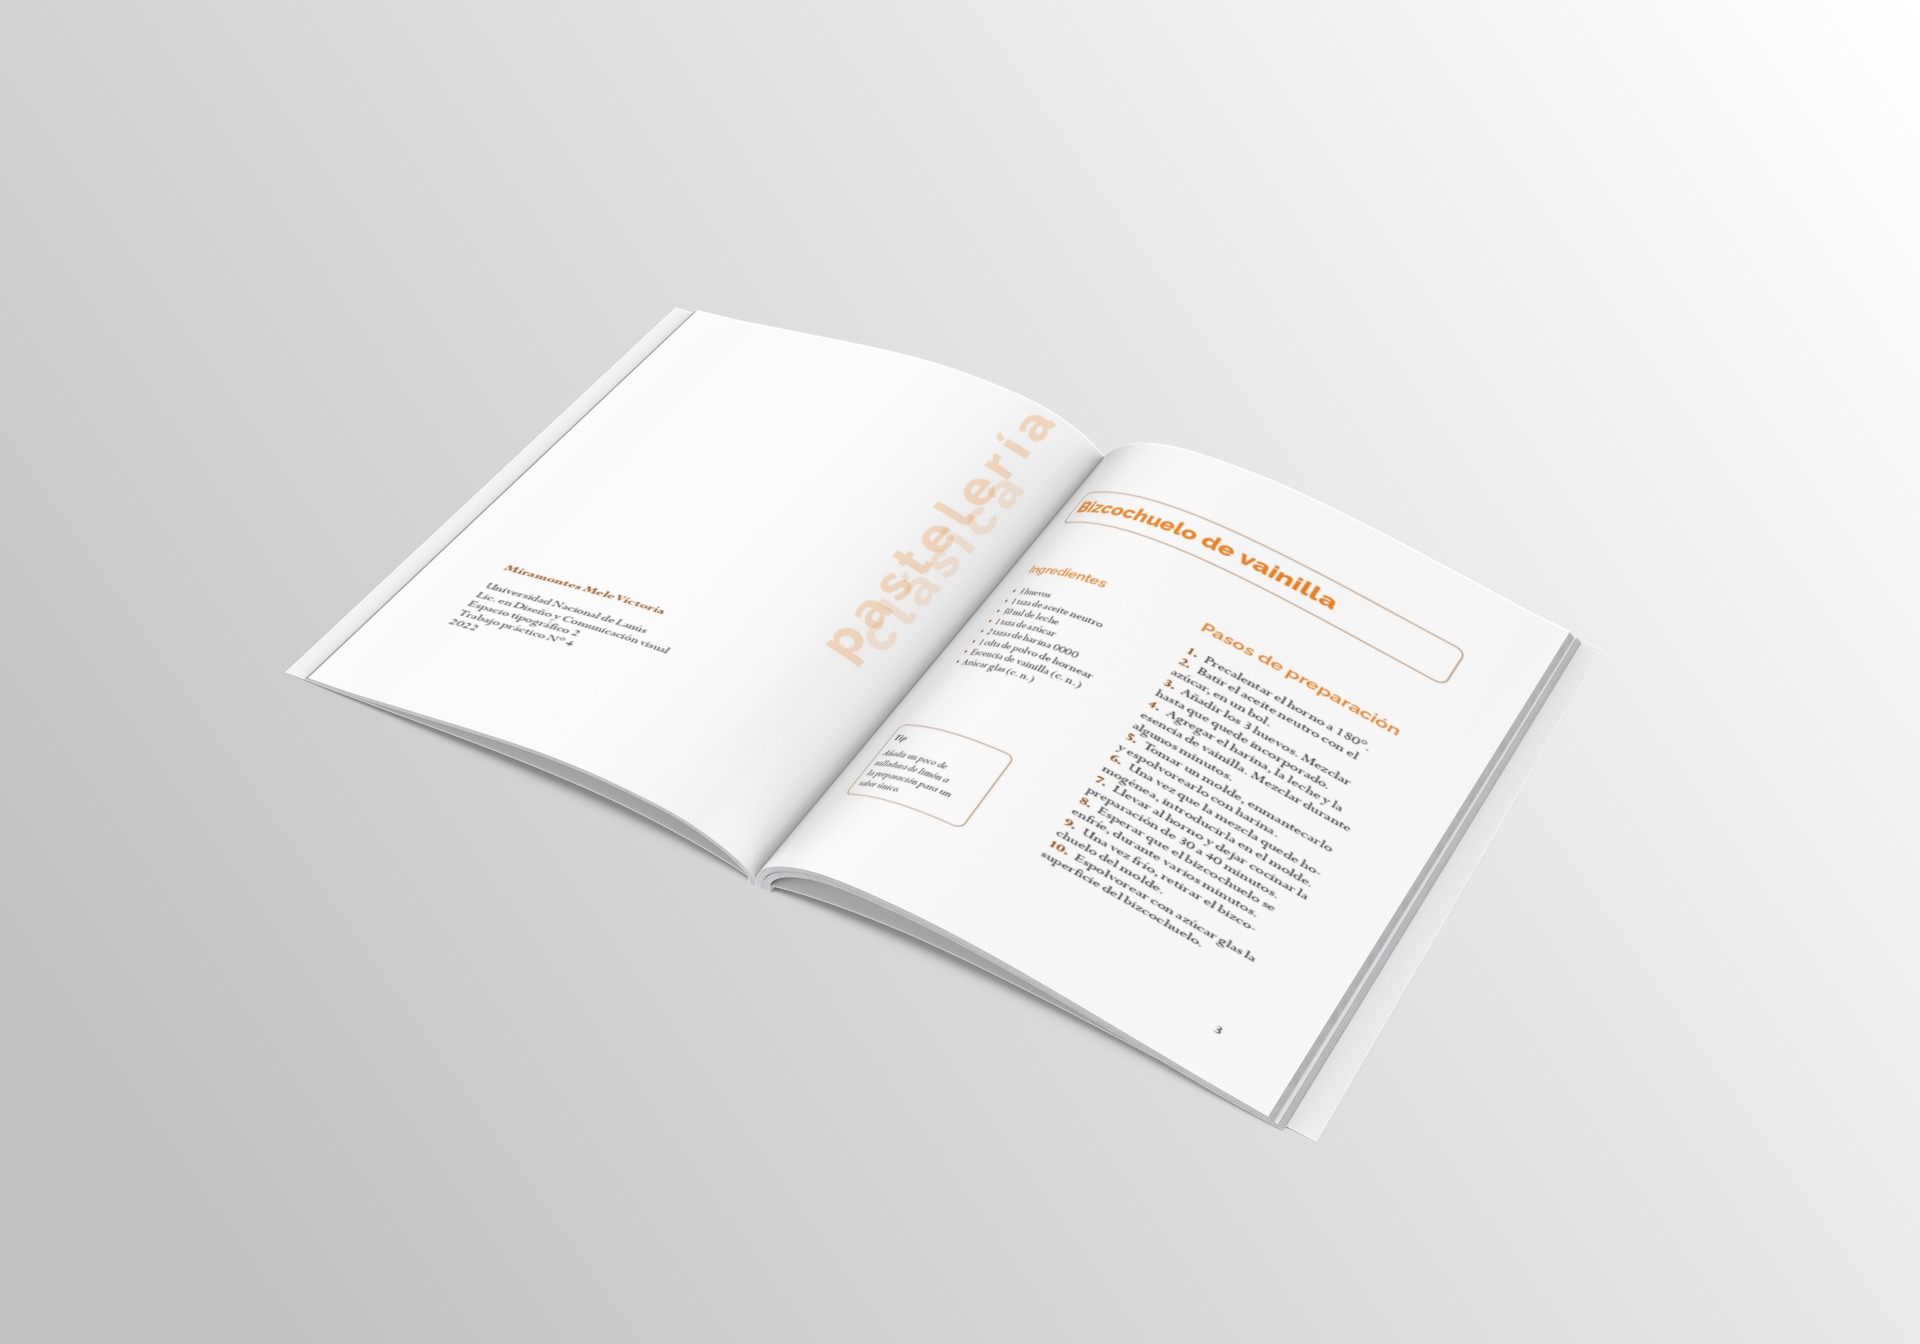 Miramontes Mele Victoria
Universidad Nacional de Lanús
Lic. en Diseño y Comunicación visual
Espacio tipográfico 2
Trabajo práctico N° 4
2022
pasteleria
clasica
Bizcochuelo de vainilla
Ingredientes
• 3 huevos
• 1 taza de aceite neutro
• 50 ml de leche
• 1 taza de azúcar
• 2 tazas de harina 0000
• 1 cdita de polvo de hornear
• Escencia de vainilla (c. n.)
• Azúcar glas (c. n.)
Tip
Añadir un poco de
ralladura de limón a
la preparación para un
sabor único.
Pasos de preparación
1. Precalentar el horno a 180°.
2. Batir el aceite neutro con el
azúcar, en un bol.
3. Añadir los 3 huevos. Mezclar
hasta que quede incorporado.
4. Agregar el harina, la leche y la
esencia de vainilla. Mezclar durante
algunos minutos.
5. Tomar un molde, enmantecarlo
y espolvorearlo con harina.
6. Una vez que la mezcla quede ho-
mogénea, introducirla en el molde.
7. Llevar al horno y dejar cocinar la
preparación de 30 a 40 minutos.
8. Esperar que el bizcochuelo se
enfríe, durante varios minutos.
9. Una vez frío, retirar el bizco-
chuelo del molde.
10. Espolvorear con azúcar glas la
superficie del bizcochuelo.
3